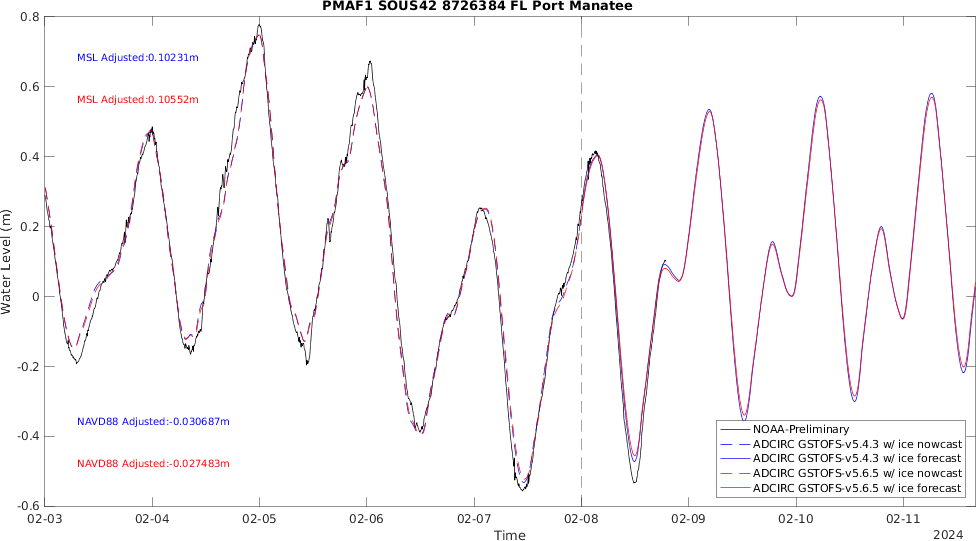 PMAF1 SOUS42 8726384 FL Port Manatee
0.8
0.6
0.4
0.2
0
-0.2
-0.4
-0.6
Water Level (m)
MSL Adjusted:0.10231m
MSL Adjusted:0.10552m
NAVD88 Adjusted:-0.030687m
NAVD88 Adjusted:-0.027483m
NOAA-Preliminary
ADCIRC GSTOFS-v5.4.3 w/ ice nowcast
ADCIRC GSTOFS-v5.4.3 w/ ice forecast
ADCIRC GSTOFS-v5.6.5 w/ ice nowcast
ADCIRC GSTOFS-v5.6.5 w/ ice forecast
02-03 02-04 02-05 02-06 02-07 02-08 02-09 02-10 02-11
Time
2024